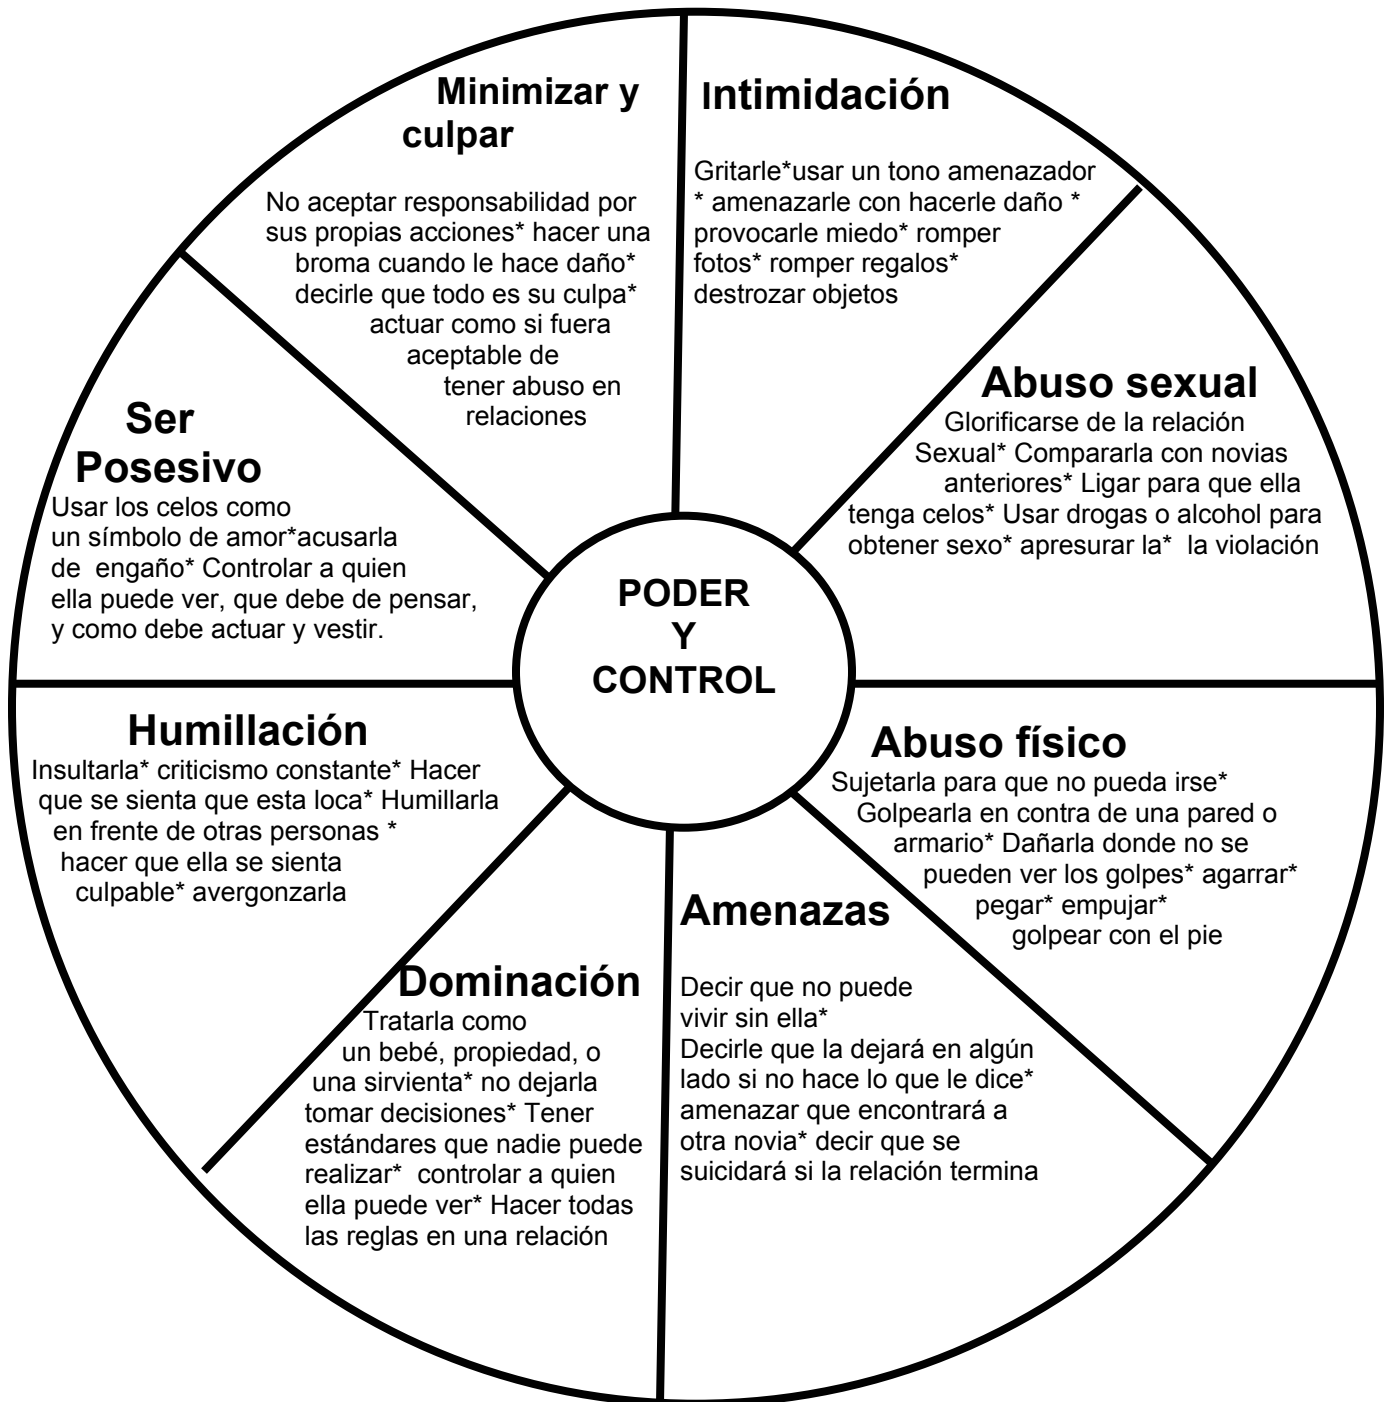 Minimizar y
culpar
No aceptar responsabilidad por
sus propias acciones* hacer una
broma cuando le hace daño*
decirle que todo es su culpa*
actuar como si fuera
aceptable de
tener abuso en
relaciones
Intimidación
Gritarle*usar un tono amenazador
* amenazarle con hacerle daño *
provocarle miedo* romper
fotos* romper regalos*
destrozar objetos
Abuso sexual
Glorificarse de la relación
Sexual* Compararla con novias
anteriores* Ligar para que ella
tenga celos* Usar drogas o alcohol para
obtener sexo* apresurar la* la violación
Ser
Posesivo
Usar los celos como
un símbolo de amor*acusarla
de engaño* Controlar a quien
ella puede ver, que debe de pensar,
y como debe actuar y vestir.
PODER
Y
CONTROL
Humillación
Insultarla* criticismo constante* Hacer
que se sienta que esta loca* Humillarla
en frente de otras personas *
hacer que ella se sienta
culpable* avergonzarla
Abuso físico
Sujetarla para que no pueda irse*
Golpearla en contra de una pared o
armario* Dañarla donde no se
pueden ver los golpes* agarrar*
pegar* empujar*
golpear con el pie
Dominación
Tratarla como
un bebé, propiedad, o
una sirvienta* no dejarla
tomar decisiones* Tener
estándares que nadie puede
realizar* controlar a quien
ella puede ver* Hacer todas
las reglas en una relación
Amenazas
Decir que no puede
vivir sin ella*
Decirle que la dejará en algún
lado si no hace lo que le dice*
amenazar que encontrará a
otra novia* decir que se
suicidará si la relación termina